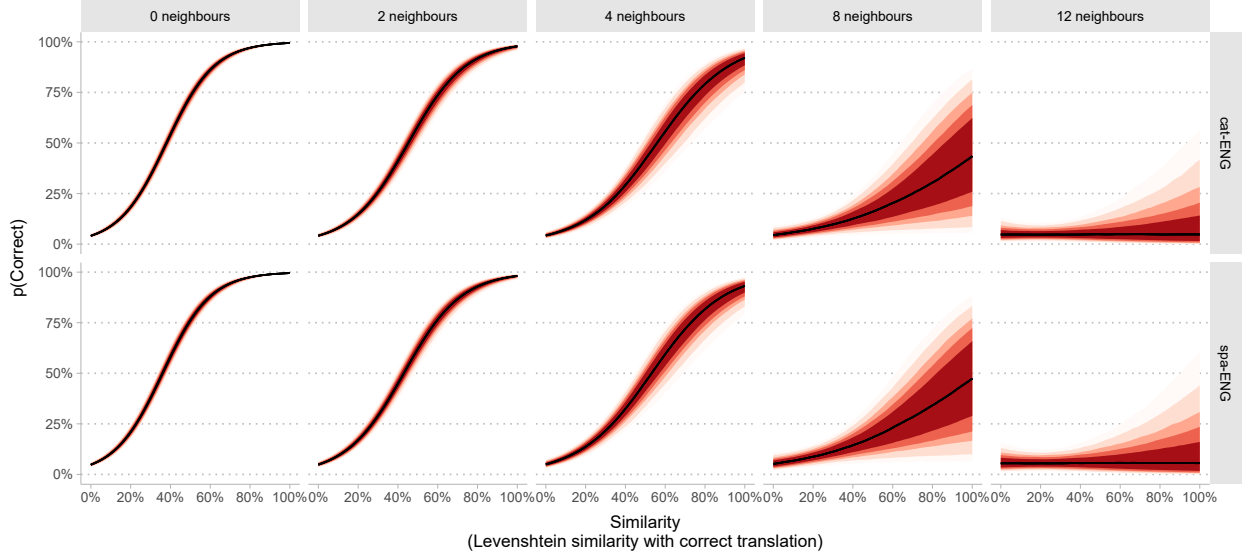 0 neighbours 2 neighbours 4 neighbours 8 neighbours 12 neighbours
100%
75%
50%
25%
0%
cat-ENG
100%
75%
50%
25%
0%
spa-ENG
p(Correct)
0% 20% 40% 60% 80% 100% 0% 20% 40% 60% 80% 100% 0% 20% 40% 60% 80% 100% 0% 20% 40% 60% 80% 100% 0% 20% 40% 60% 80% 100%
Similarity
(Levenshtein similarity with correct translation)